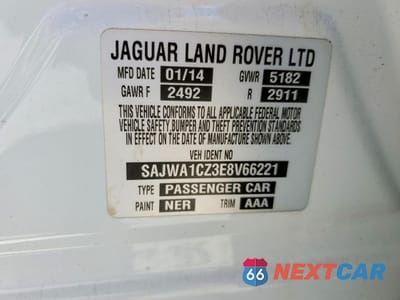 JAGUAR LAND ROVER LTD
MFD DATE 01/14 GVWR 5182
GAWR F 2492 R 2911
THIS VEHICLE CONFORMS TO ALL APPLICABLE FEDERAL MOTOR
VEHICLE SAFETY, BUMPER AND THEFT PREVENTION STANDARDS
IN EFFECT ON THE DATE OF MANUFACTURE SHOWN ABOVE.
VEH IDENT NO
SAJWA1CZ3E8V66221
TYPE PASSENGER CAR
PAINT NER TRIM AAA
66 NEXTCAR